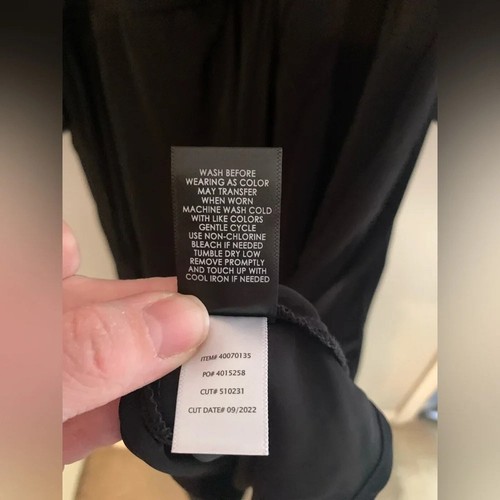 WASH BEFORE
WEARING AS COLOR
MAY TRANSFER
WHEN WORN
MACHINE WASH COLD
WITH LIKE COLORS
GENTLE CYCLE
USE NON-CHLORINE
BLEACH IF NEEDED
TUMBLE DRY LOW
REMOVE PROMPTLY
AND TOUCH UP WITH
COOL IRON IF NEEDED
ITEM# 40070135
PO# 4015258
CUT# 510231
CUT DATE# 09/2022